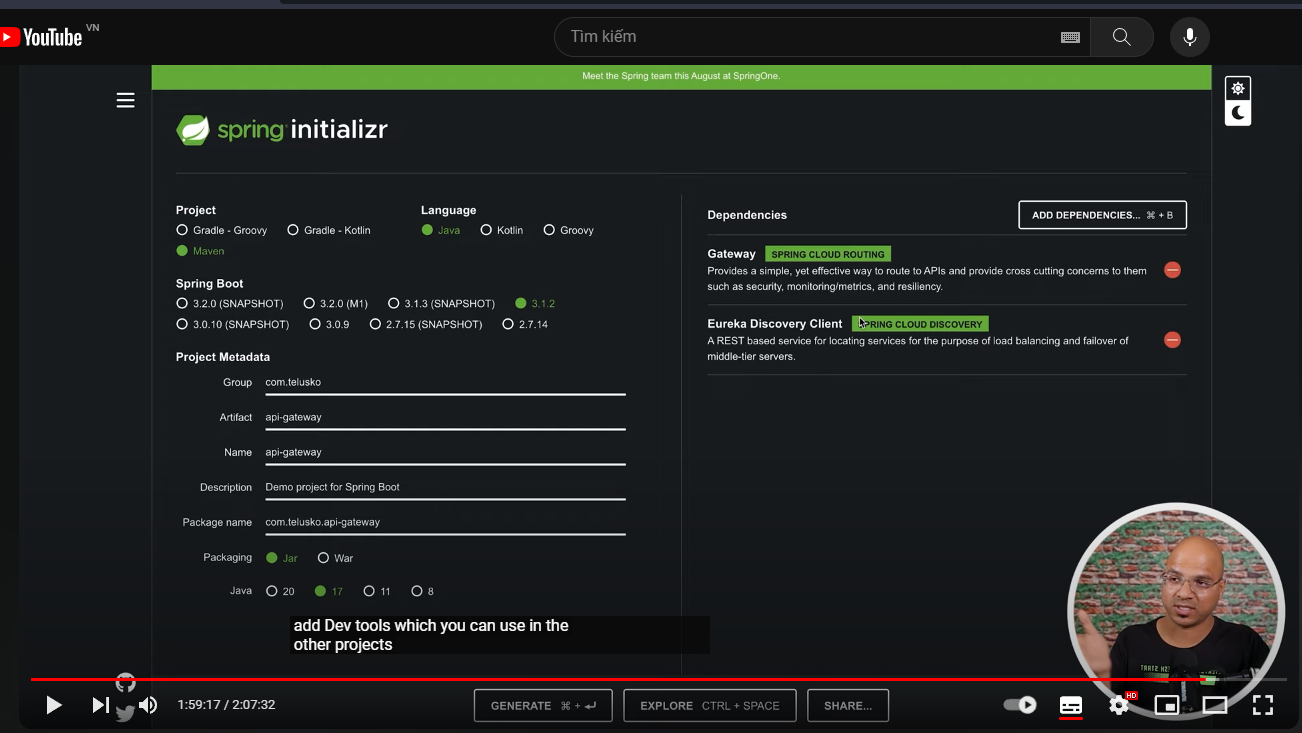 YouTube VN
Tìm kiếm
Meet the Spring team this August at SpringOne.
spring initializr
Project
Gradle - Groovy Gradle - Kotlin
Maven
Language
Java Kotlin Groovy
Spring Boot
3.2.0 (SNAPSHOT) 3.2.0 (M1) 3.1.3 (SNAPSHOT) 3.1.2
3.0.10 (SNAPSHOT) 3.0.9 2.7.15 (SNAPSHOT) 2.7.14
Project Metadata
Group com.telusko
Artifact api-gateway
Name api-gateway
Description Demo project for Spring Boot
Package name com.telusko.api-gateway
Packaging Jar War
Java 20 17 11 8
Dependencies ADD DEPENDENCIES... ⌘ + B
Gateway SPRING CLOUD ROUTING
Provides a simple, yet effective way to route to APIs and provide cross cutting concerns to them
such as security, monitoring/metrics, and resiliency.
Eureka Discovery Client SPRING CLOUD DISCOVERY
A REST based service for locating services for the purpose of load balancing and failover of
middle-tier servers.
add Dev tools which you can use in the
other projects
1:59:17 / 2:07:32
GENERATE ⌘ + ↵ EXPLORE CTRL + SPACE SHARE...
HD